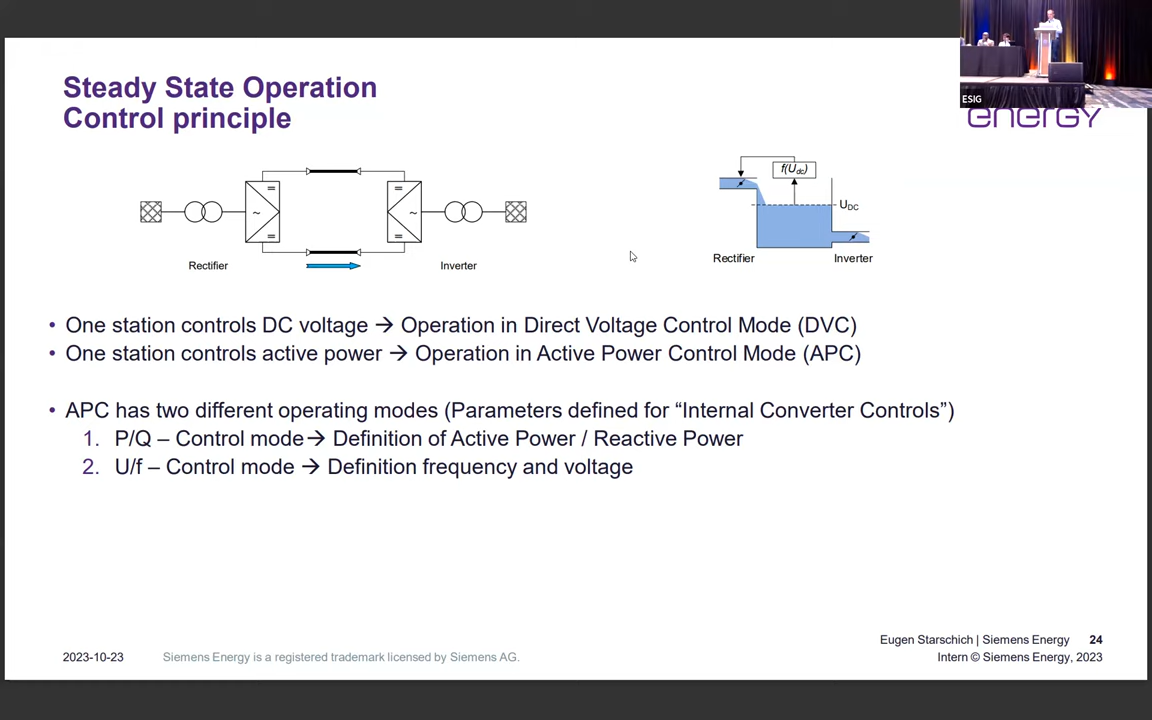 ESIG
Steady State Operation
Control principle
energy
f(Udc)
UDC
Rectifier
Inverter
Rectifier
Inverter
• One station controls DC voltage → Operation in Direct Voltage Control Mode (DVC)
• One station controls active power → Operation in Active Power Control Mode (APC)
• APC has two different operating modes (Parameters defined for “Internal Converter Controls”)
1. P/Q – Control mode→ Definition of Active Power / Reactive Power
2. U/f – Control mode → Definition frequency and voltage
Eugen Starschich | Siemens Energy 24
2023-10-23 Siemens Energy is a registered trademark licensed by Siemens AG. Intern © Siemens Energy, 2023